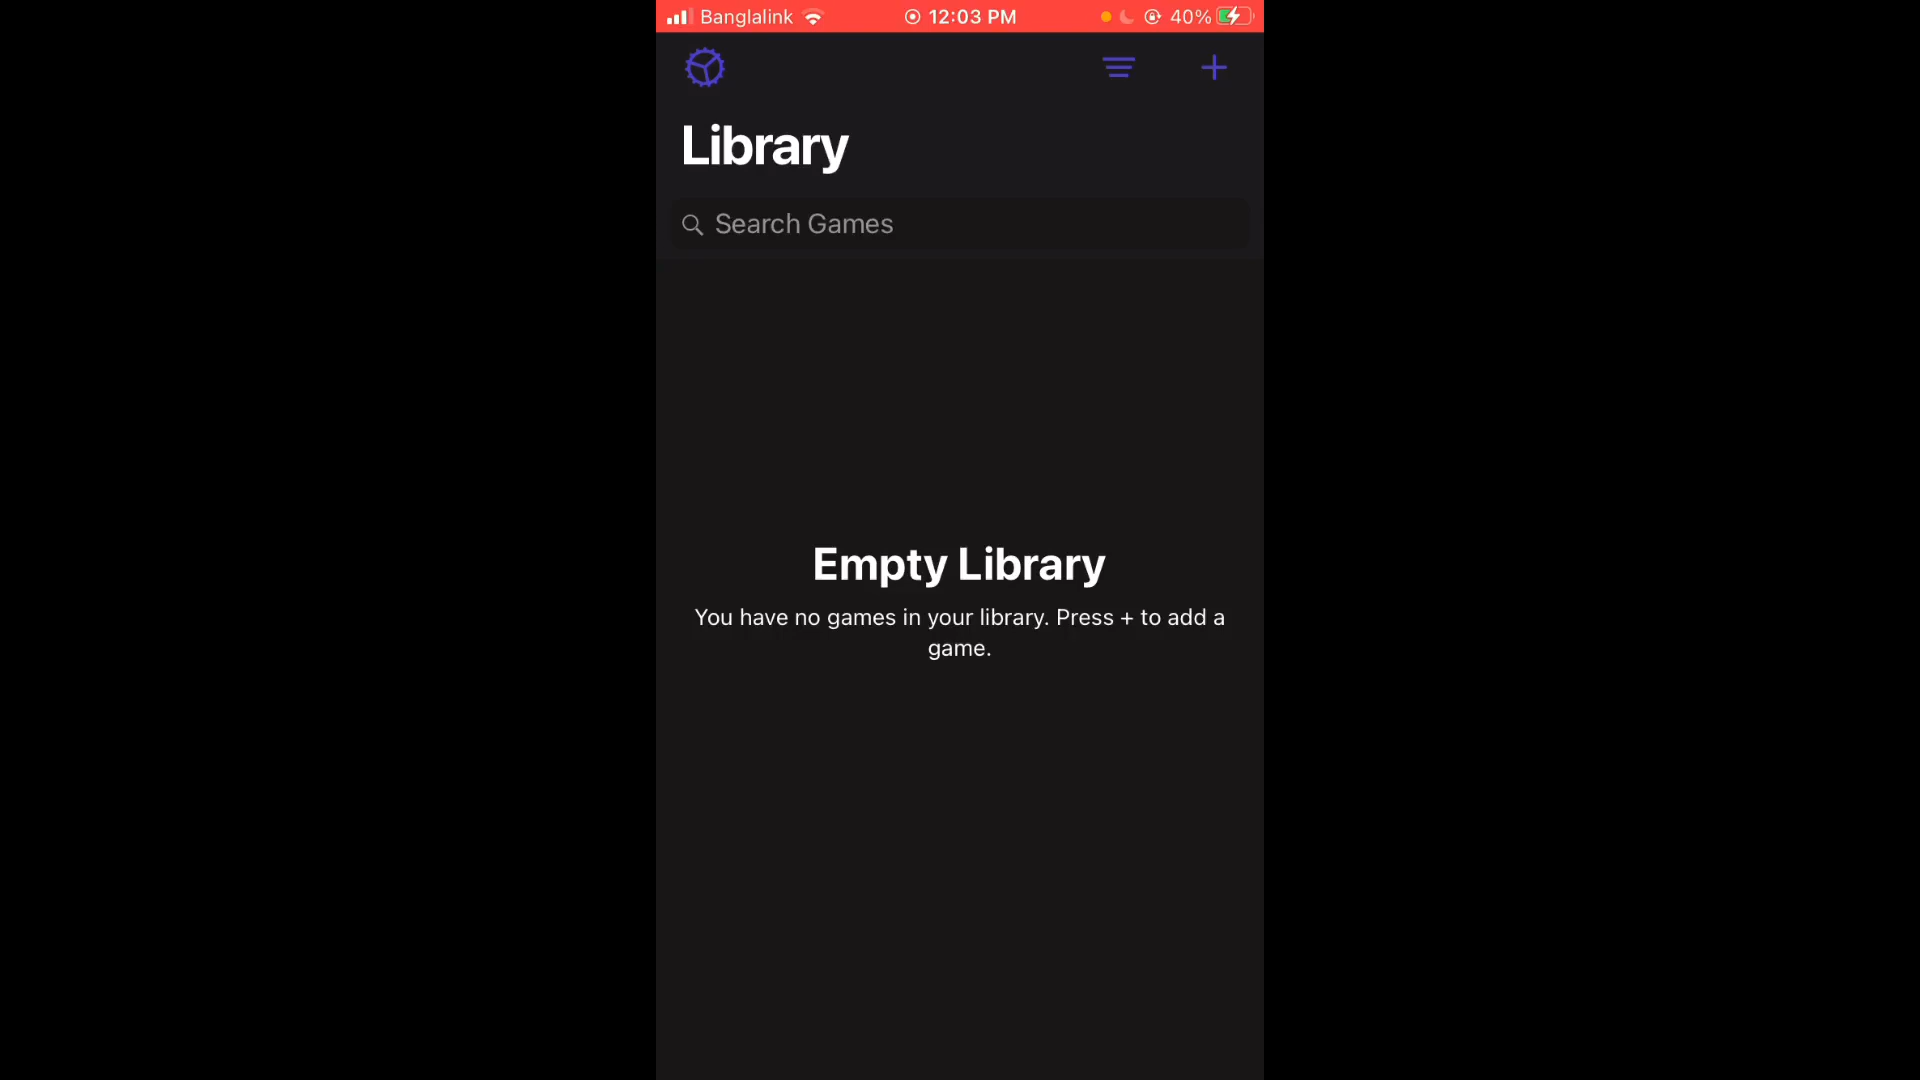 Banglalink 12:03 PM 40%
Library
Search Games
Empty Library
You have no games in your library. Press + to add a
game.